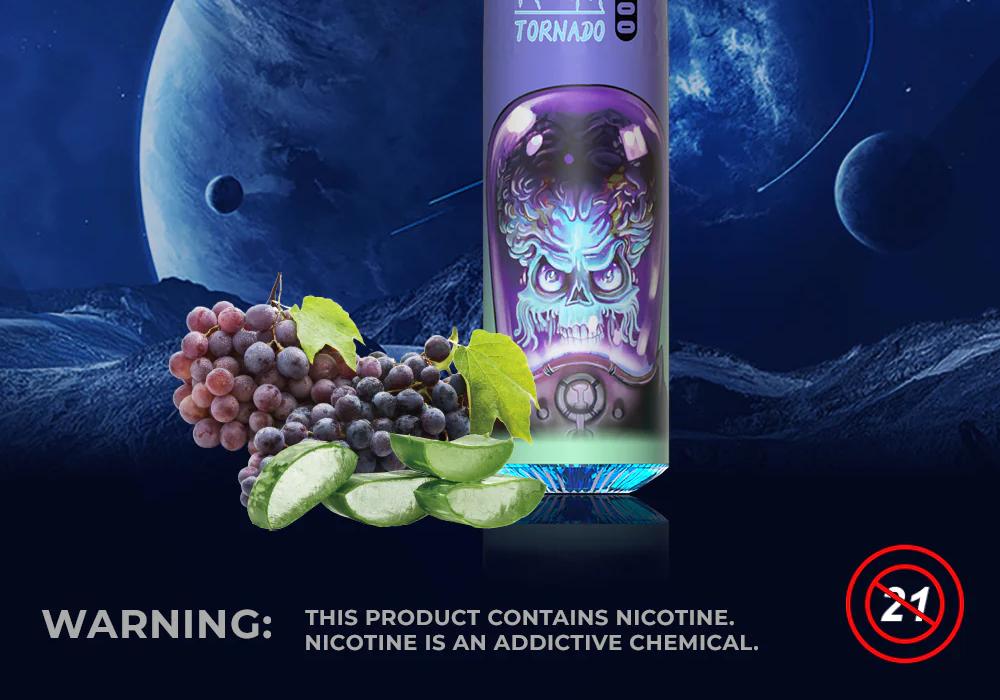 TORNADO
WARNING:
THIS PRODUCT CONTAINS NICOTINE.
NICOTINE IS AN ADDICTIVE CHEMICAL.
21